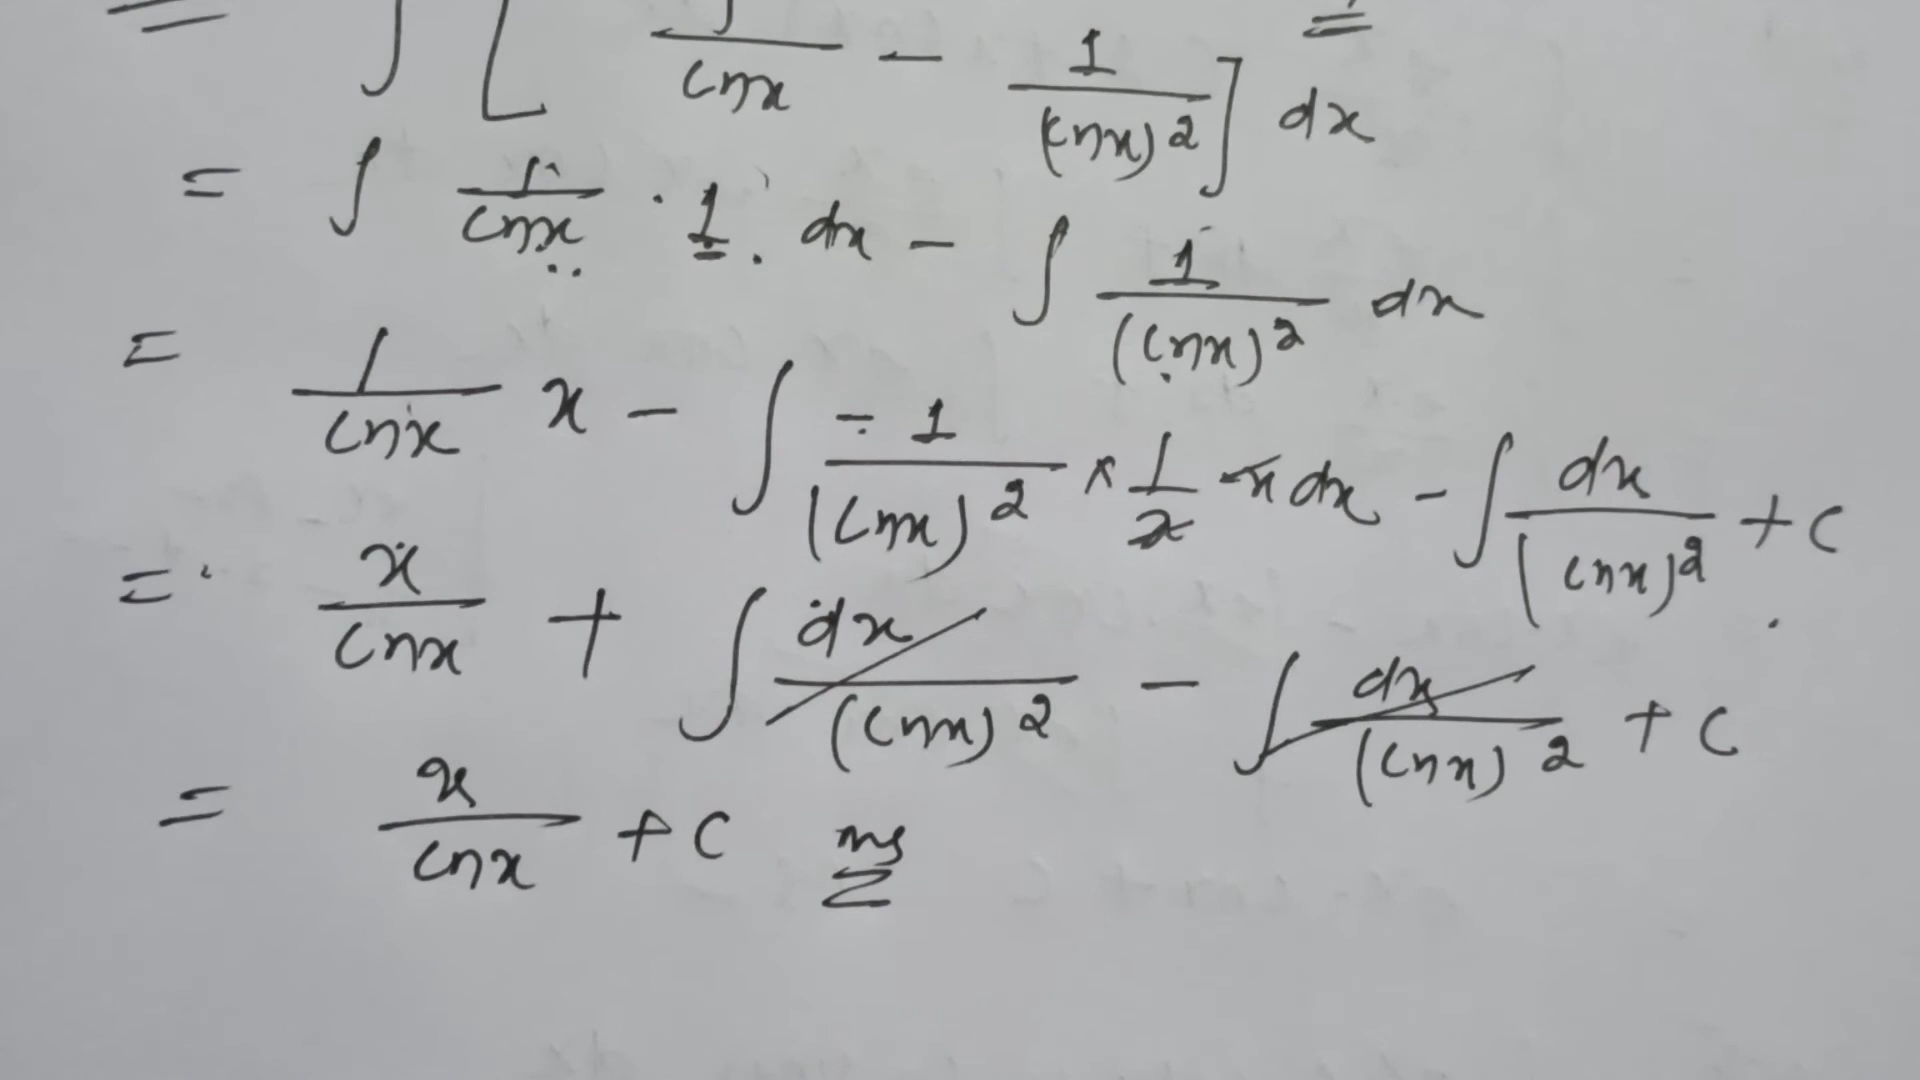 = ∫ [ 1/lnx - 1/(lnx)² ] dx =
= ∫ 1/lnx · 1 · dx - ∫ 1/(lnx)² dx
= 1/lnx x - ∫ -1/(lnx)² × 1/x × x dx - ∫ dx/(lnx)² + C
= x/lnx + ∫ dx/(lnx)² - ∫ dx/(lnx)² + C
= x/lnx + C